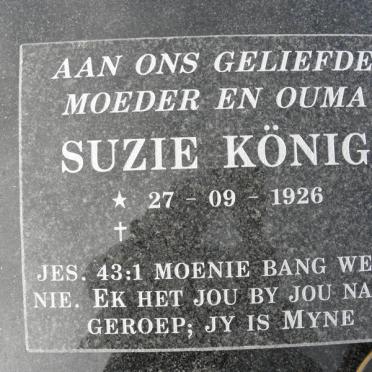 AAN ONS GELIEFDE
MOEDER EN OUMA
SUZIE KÖNIG
★ 27 - 09 - 1926
†
JES. 43:1 MOENIE BANG WE
NIE. EK HET JOU BY JOU NA
GEROEP; JY IS MYNE